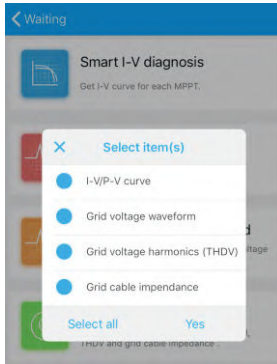 Waiting
Smart I-V diagnosis
Get I-V curve for each MPPT.
Select item(s)
I-V/P-V curve
Grid voltage waveform
d
Grid voltage harmonics (THDV)
ltage
Grid cable impendance
Select all
Yes
d,
THDV and grid cable impedance .